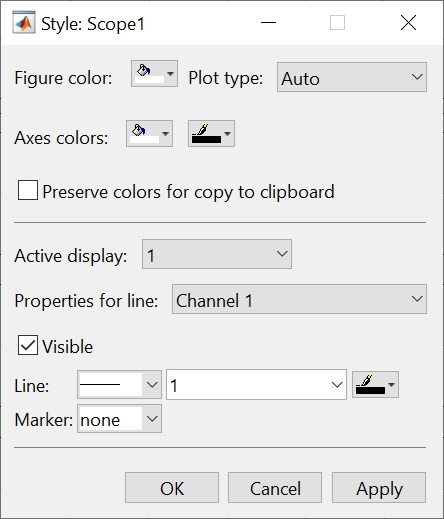 Style: Scope1
Figure color: Plot type: Auto
Axes colors:
Preserve colors for copy to clipboard
Active display: 1
Properties for line: Channel 1
Visible
Line: 1
Marker: none
OK Cancel Apply